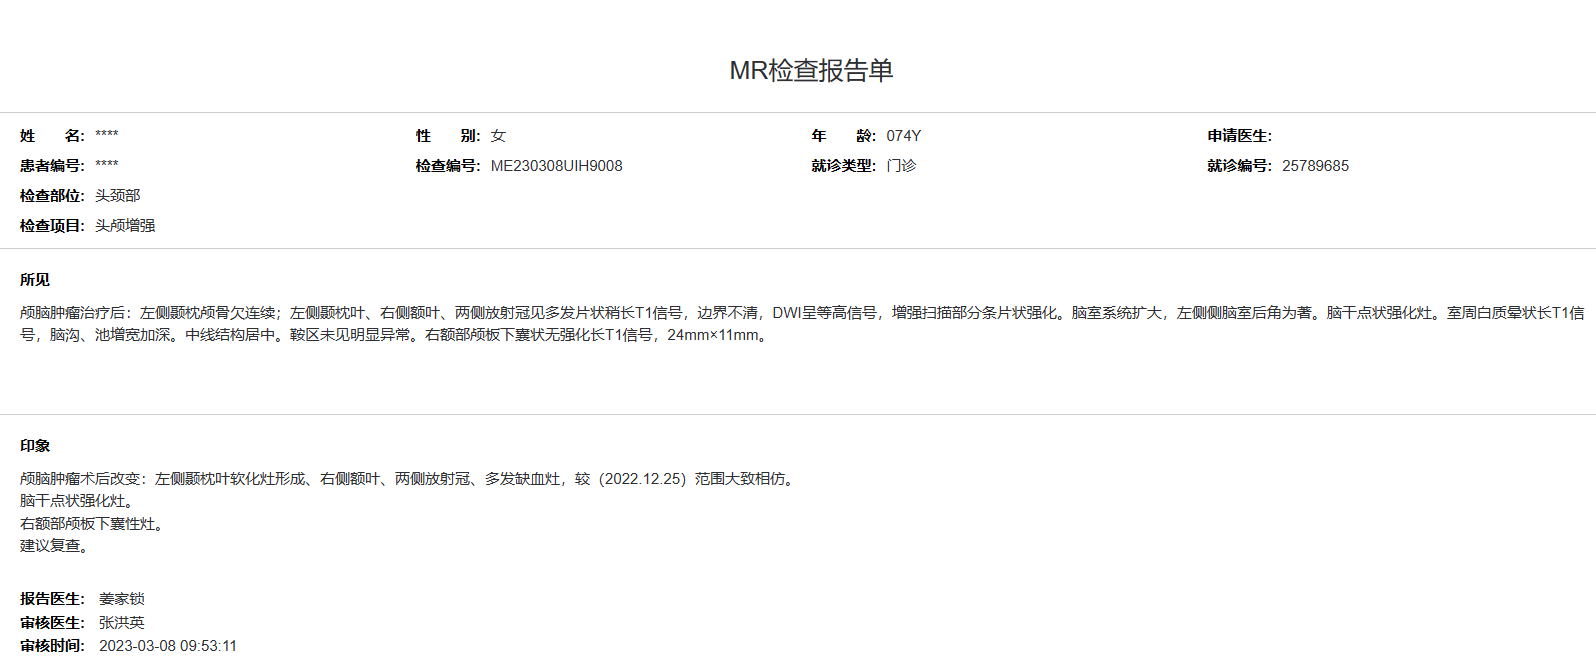 MR检查报告单
姓　　名： **** 性　　别： 女 年　　龄： 074Y 申请医生：
患者编号： **** 检查编号： ME230308UIH9008 就诊类型： 门诊 就诊编号： 25789685
检查部位： 头颈部
检查项目： 头颅增强
所见
颅脑肿瘤治疗后：左侧颞枕颅骨欠连续；左侧颞枕叶、右侧额叶、两侧放射冠见多发片状稍长T1信号，边界不清，DWI呈等高信号，增强扫描部分条片状强化。脑室系统扩大，左侧侧脑室后角为著。脑干点状强化灶。室周白质晕状长T1信
号，脑沟、池增宽加深。中线结构居中。鞍区未见明显异常。右额部颅板下囊状无强化长T1信号，24mm×11mm。
印象
颅脑肿瘤术后改变：左侧颞枕叶软化灶形成、右侧额叶、两侧放射冠、多发缺血灶，较（2022.12.25）范围大致相仿。
脑干点状强化灶。
右额部颅板下囊性灶。
建议复查。
报告医生： 姜家锁
审核医生： 张洪英
审核时间： 2023-03-08 09:53:11